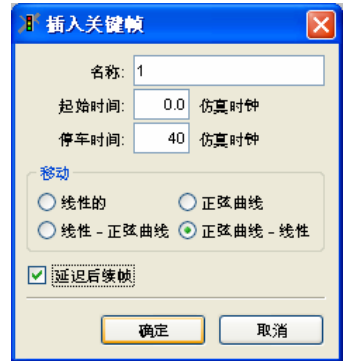 插入关键帧
名称: 1
起始时间: 0.0 仿真时钟
停车时间: 40 仿真时钟
移动
线性的 正弦曲线
线性 - 正弦曲线 正弦曲线 - 线性
延迟后续帧
确定 取消